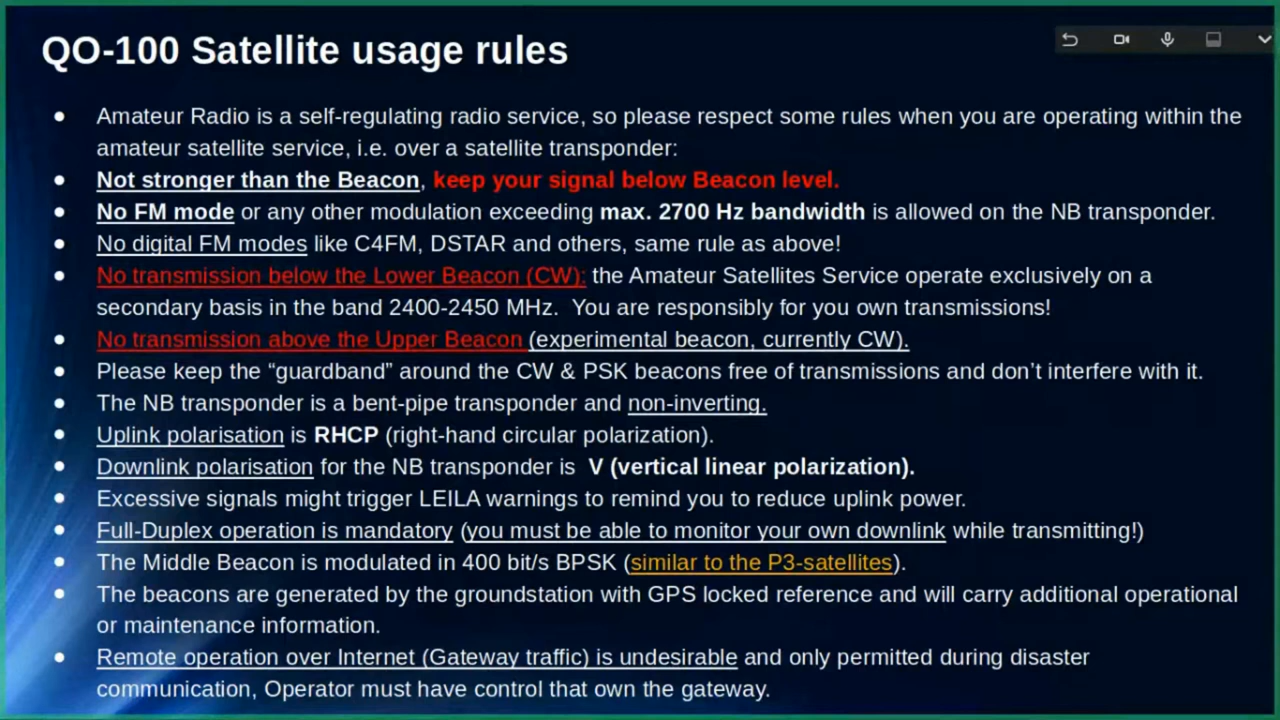 QO-100 Satellite usage rules
● Amateur Radio is a self-regulating radio service, so please respect some rules when you are operating within the
amateur satellite service, i.e. over a satellite transponder:
● Not stronger than the Beacon, keep your signal below Beacon level.
● No FM mode or any other modulation exceeding max. 2700 Hz bandwidth is allowed on the NB transponder.
● No digital FM modes like C4FM, DSTAR and others, same rule as above!
● No transmission below the Lower Beacon (CW): the Amateur Satellites Service operate exclusively on a
secondary basis in the band 2400-2450 MHz.  You are responsibly for you own transmissions!
● No transmission above the Upper Beacon (experimental beacon, currently CW).
● Please keep the “guardband” around the CW & PSK beacons free of transmissions and don’t interfere with it.
● The NB transponder is a bent-pipe transponder and non-inverting.
● Uplink polarisation is RHCP (right-hand circular polarization).
● Downlink polarisation for the NB transponder is  V (vertical linear polarization).
● Excessive signals might trigger LEILA warnings to remind you to reduce uplink power.
● Full-Duplex operation is mandatory (you must be able to monitor your own downlink while transmitting!)
● The Middle Beacon is modulated in 400 bit/s BPSK (similar to the P3-satellites).
● The beacons are generated by the groundstation with GPS locked reference and will carry additional operational
or maintenance information.
● Remote operation over Internet (Gateway traffic) is undesirable and only permitted during disaster
communication, Operator must have control that own the gateway.